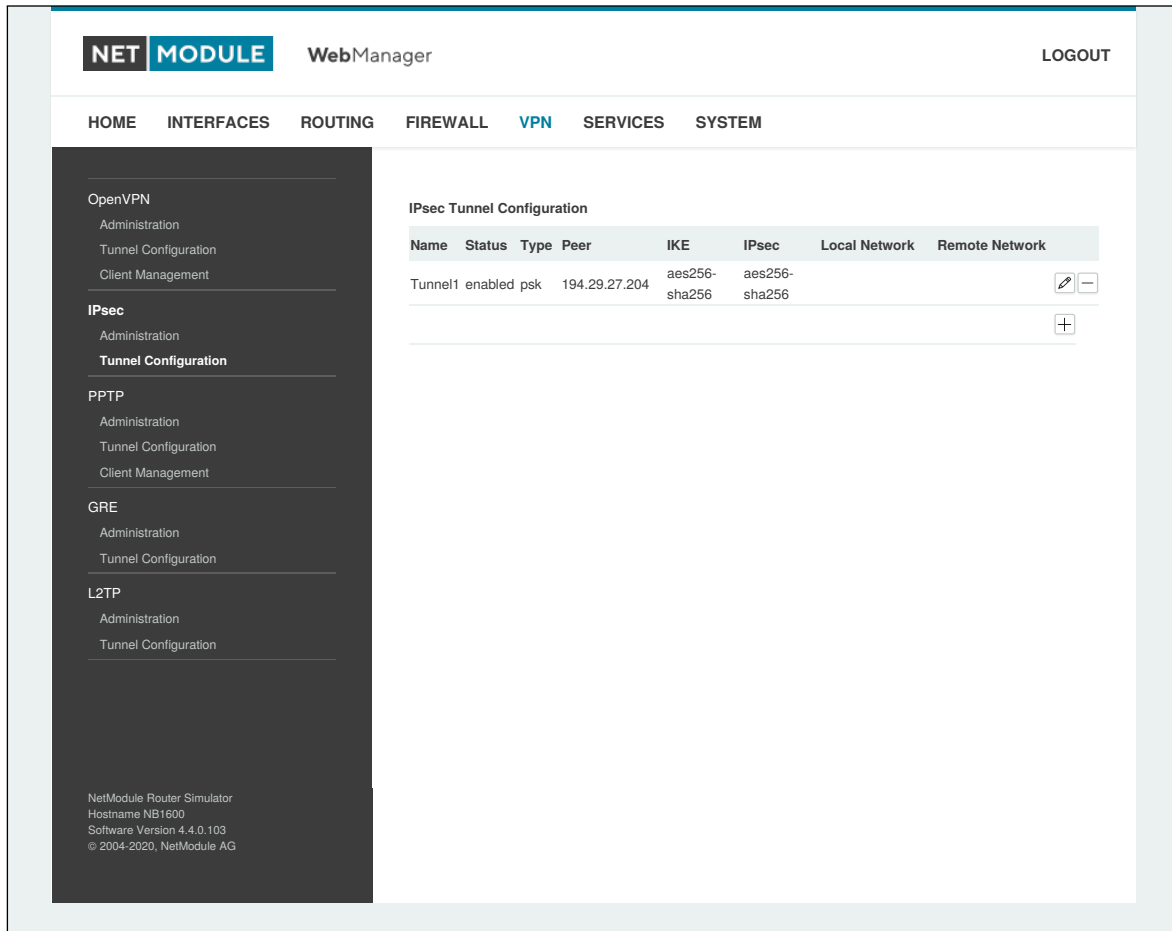 NET MODULE WebManager LOGOUT
HOME INTERFACES ROUTING FIREWALL VPN SERVICES SYSTEM
OpenVPN
Administration
Tunnel Configuration
Client Management
IPsec
Administration
Tunnel Configuration
PPTP
Administration
Tunnel Configuration
Client Management
GRE
Administration
Tunnel Configuration
L2TP
Administration
Tunnel Configuration
NetModule Router Simulator
Hostname NB1600
Software Version 4.4.0.103
© 2004-2020, NetModule AG
IPsec Tunnel Configuration
Name Status Type Peer IKE IPsec Local Network Remote Network
Tunnel1 enabled psk 194.29.27.204 aes256- aes256-
sha256 sha256